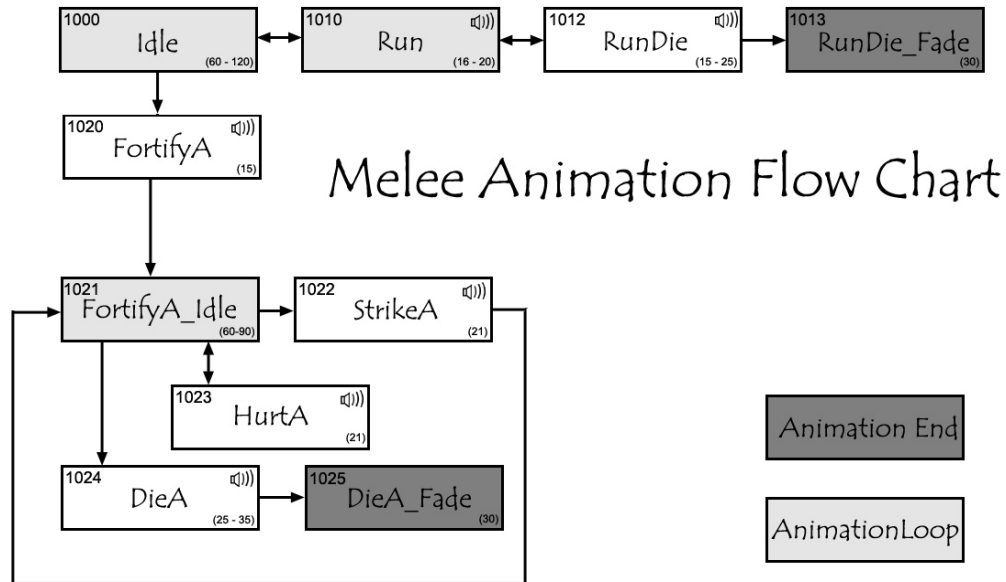 1000
Idle
(60 - 120)
1010
Run
(16 - 20)
1012
RunDie
(15 - 25)
1013
RunDie_Fade
(30)
1020
FortifyA
(15)
Melee Animation Flow Chart
1021
FortifyA_Idle
(60-90)
1022
StrikeA
(21)
1023
HurtA
(21)
Animation End
1024
DieA
(25 - 35)
1025
DieA_Fade
(30)
AnimationLoop